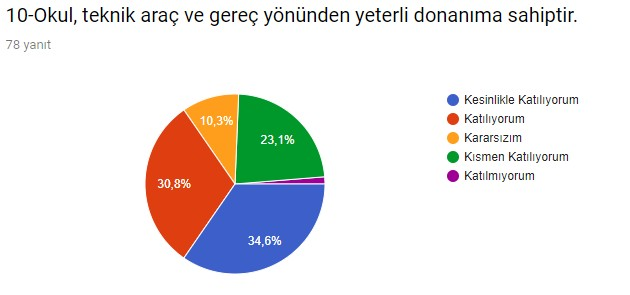 10-Okul, teknik araç ve gereç yönünden yeterli donanıma sahiptir.
78 yanıt
Kesinlikle Katılıyorum
Katılıyorum
Kararsızım
Kısmen Katılıyorum
Katılmıyorum
10,3%
23,1%
30,8%
34,6%